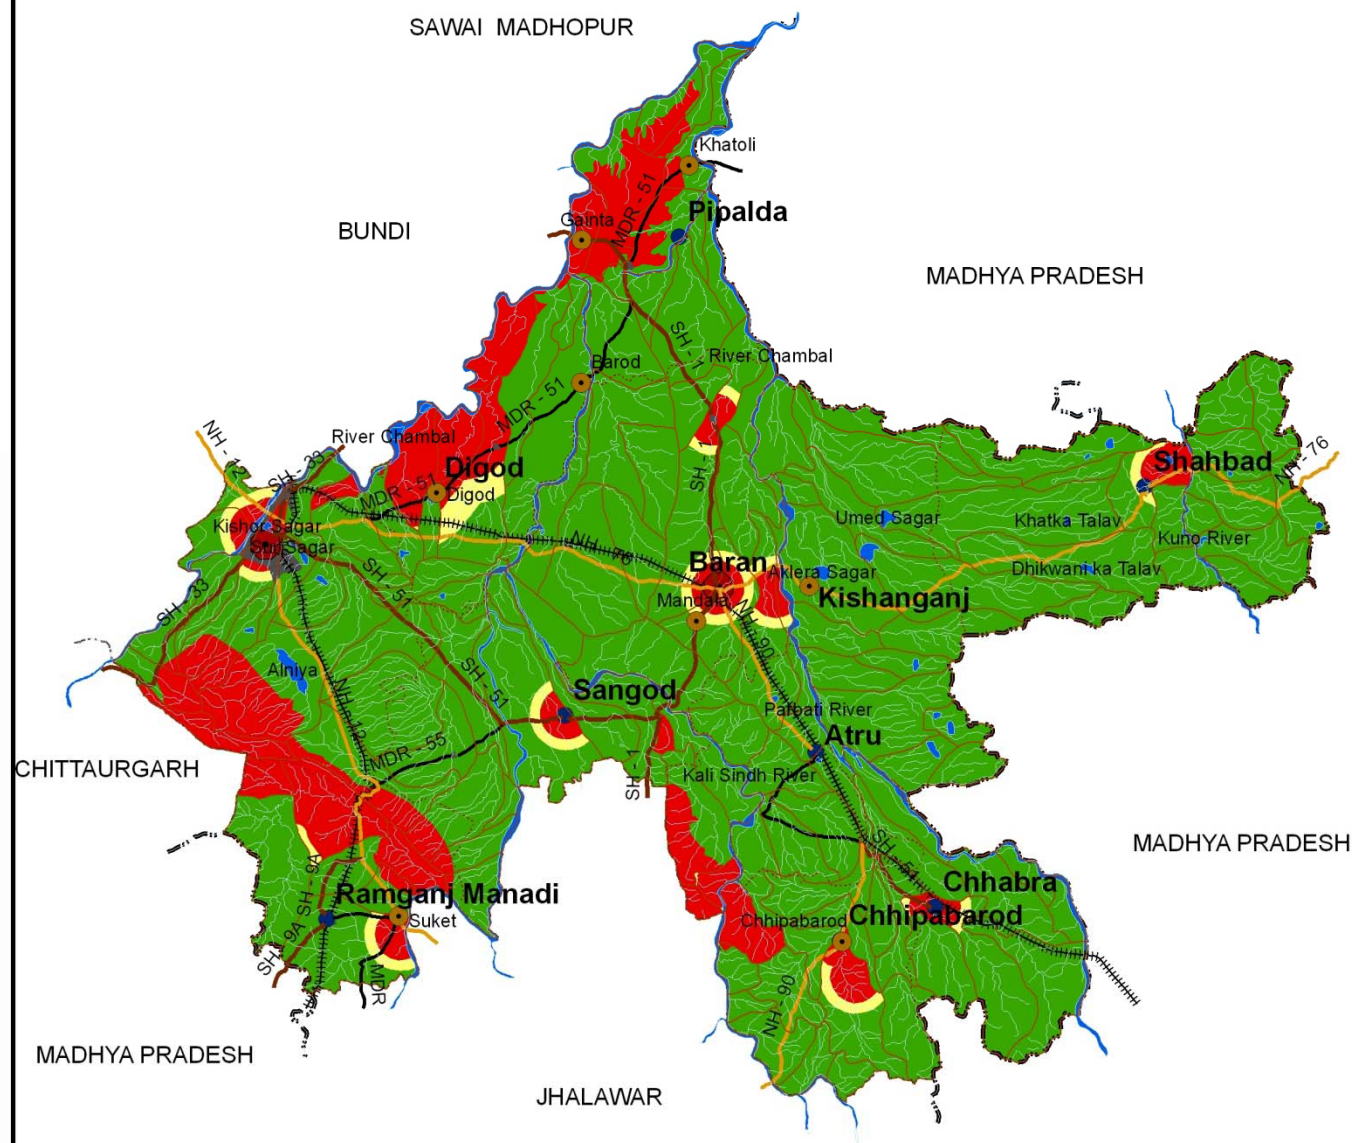 SAWAI MADHOPUR
Khatoli
MDR - 51
Pipalda
Gainta
BUNDI
MADHYA PRADESH
SH - 1
River Chambal
Barod
MDR - 51
NH - 12
SH - 33
River Chambal
Digod
MDR - 51
Digod
SH - 1
Shahbad
NH - 76
Kishor Sagar
Umed Sagar
Khatka Talav
Kuno River
Sur Sagar
NH - 76
Baran
Aklera Sagar
Dhikwani ka Talav
SH - 33
SH - 51
Mandala
Kishanganj
NH - 90
Alniya
SH - 51
Sangod
NH - 12
Parbati River
Atru
MDR - 55
CHITTAURGARH
SH - 1
Kali Sindh River
MADHYA PRADESH
SH - 51
SH - 9A
Ramganj Manadi
Chhabra
Suket
Chhipabarod
Chhipabarod
SH - 9A
MDR
NH - 90
MADHYA PRADESH
JHALAWAR